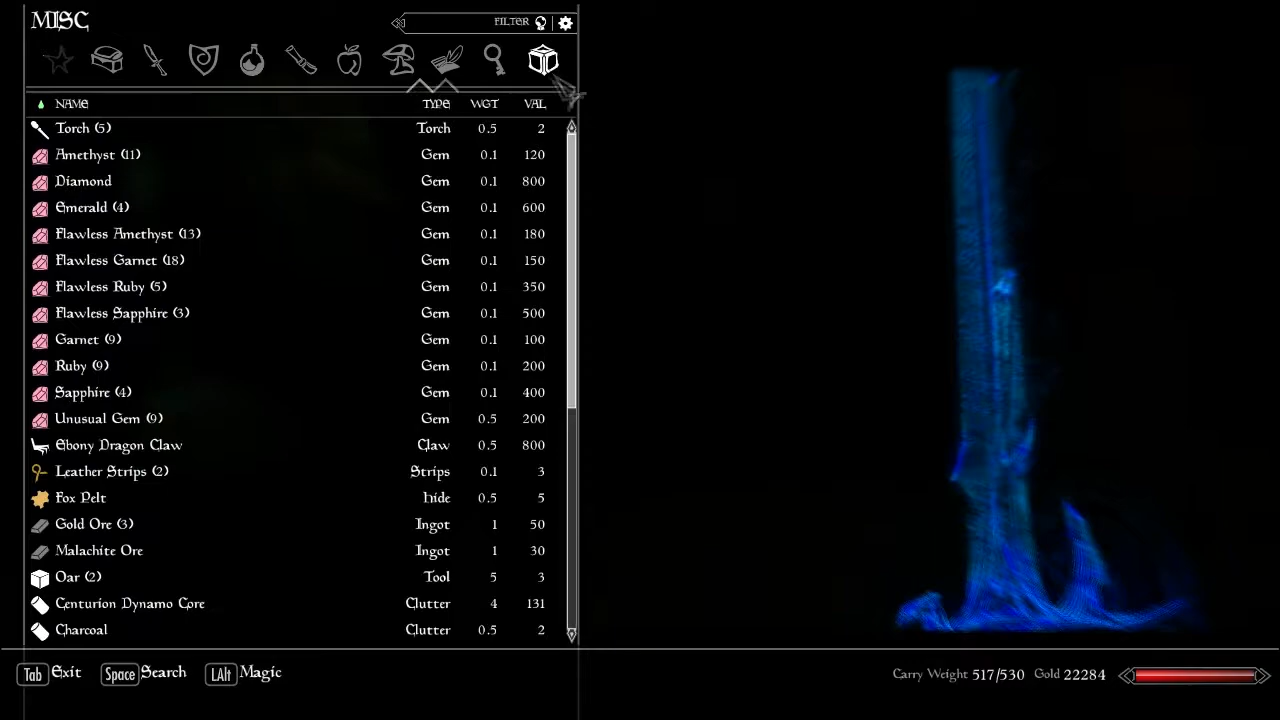 MISC
FILTER
NAME TYPE WGT VAL
Torch (5) Torch 0.5 2
Amethyst (11) Gem 0.1 120
Diamond Gem 0.1 800
Emerald (4) Gem 0.1 600
Flawless Amethyst (13) Gem 0.1 180
Flawless Garnet (18) Gem 0.1 150
Flawless Ruby (5) Gem 0.1 350
Flawless Sapphire (3) Gem 0.1 500
Garnet (9) Gem 0.1 100
Ruby (9) Gem 0.1 200
Sapphire (4) Gem 0.1 400
Unusual Gem (9) Gem 0.5 200
Ebony Dragon Claw Claw 0.5 800
Leather Strips (2) Strips 0.1 3
Fox Pelt Hide 0.5 5
Gold Ore (3) Ingot 1 50
Malachite Ore Ingot 1 30
Oar (2) Tool 5 3
Centurion Dynamo Core Clutter 4 131
Charcoal Clutter 0.5 2
Tab Exit Space Search LAlt Magic Carry Weight 517/530 Gold 22284